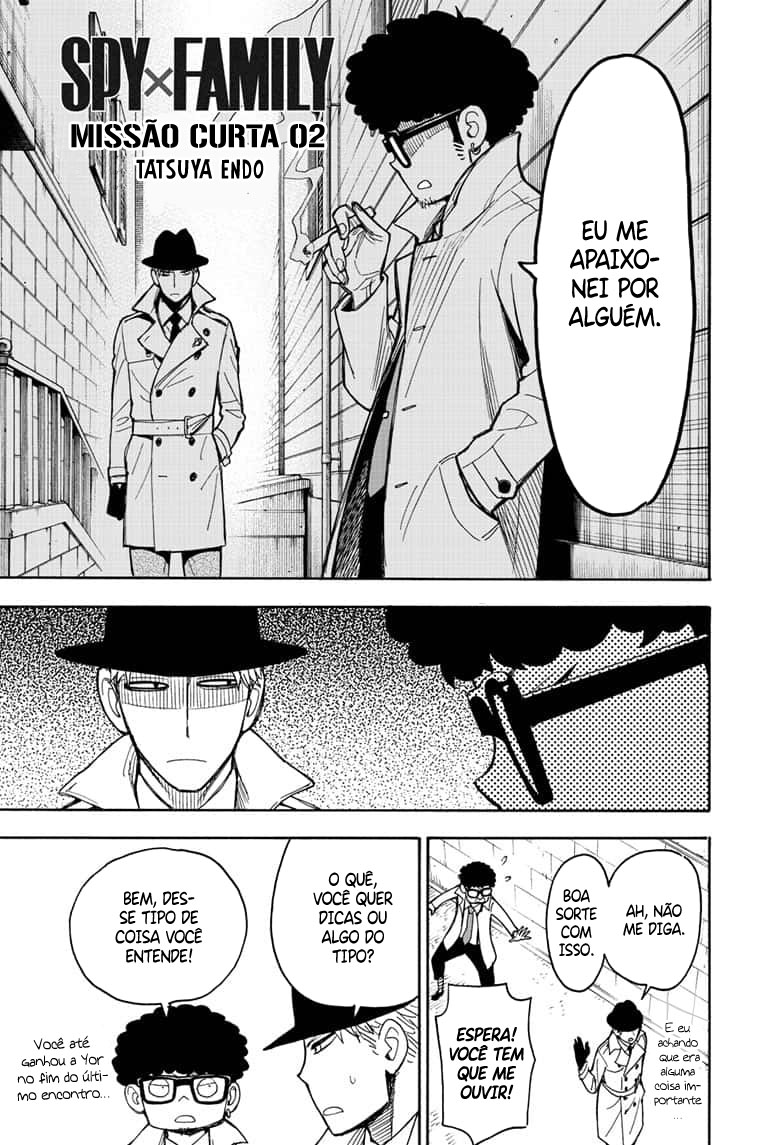 SPY×FAMILY
MISSÃO CURTA 02
TATSUYA ENDO
EU ME
APAIXO-
NEI POR
ALGUÉM.
AH, NÃO
ME DIGA.
BOA
SORTE
COM
ISSO.
E eu
achando
que era
alguma
coisa im-
portante
...
ESPERA!
VOCÊ TEM
QUE ME
OUVIR!
O QUÊ,
VOCÊ QUER
DICAS OU
ALGO DO
TIPO?
BEM, DES-
SE TIPO DE
COISA VOCÊ
ENTENDE!
Você até
ganhou a Yor
no fim do últi-
mo encontro...